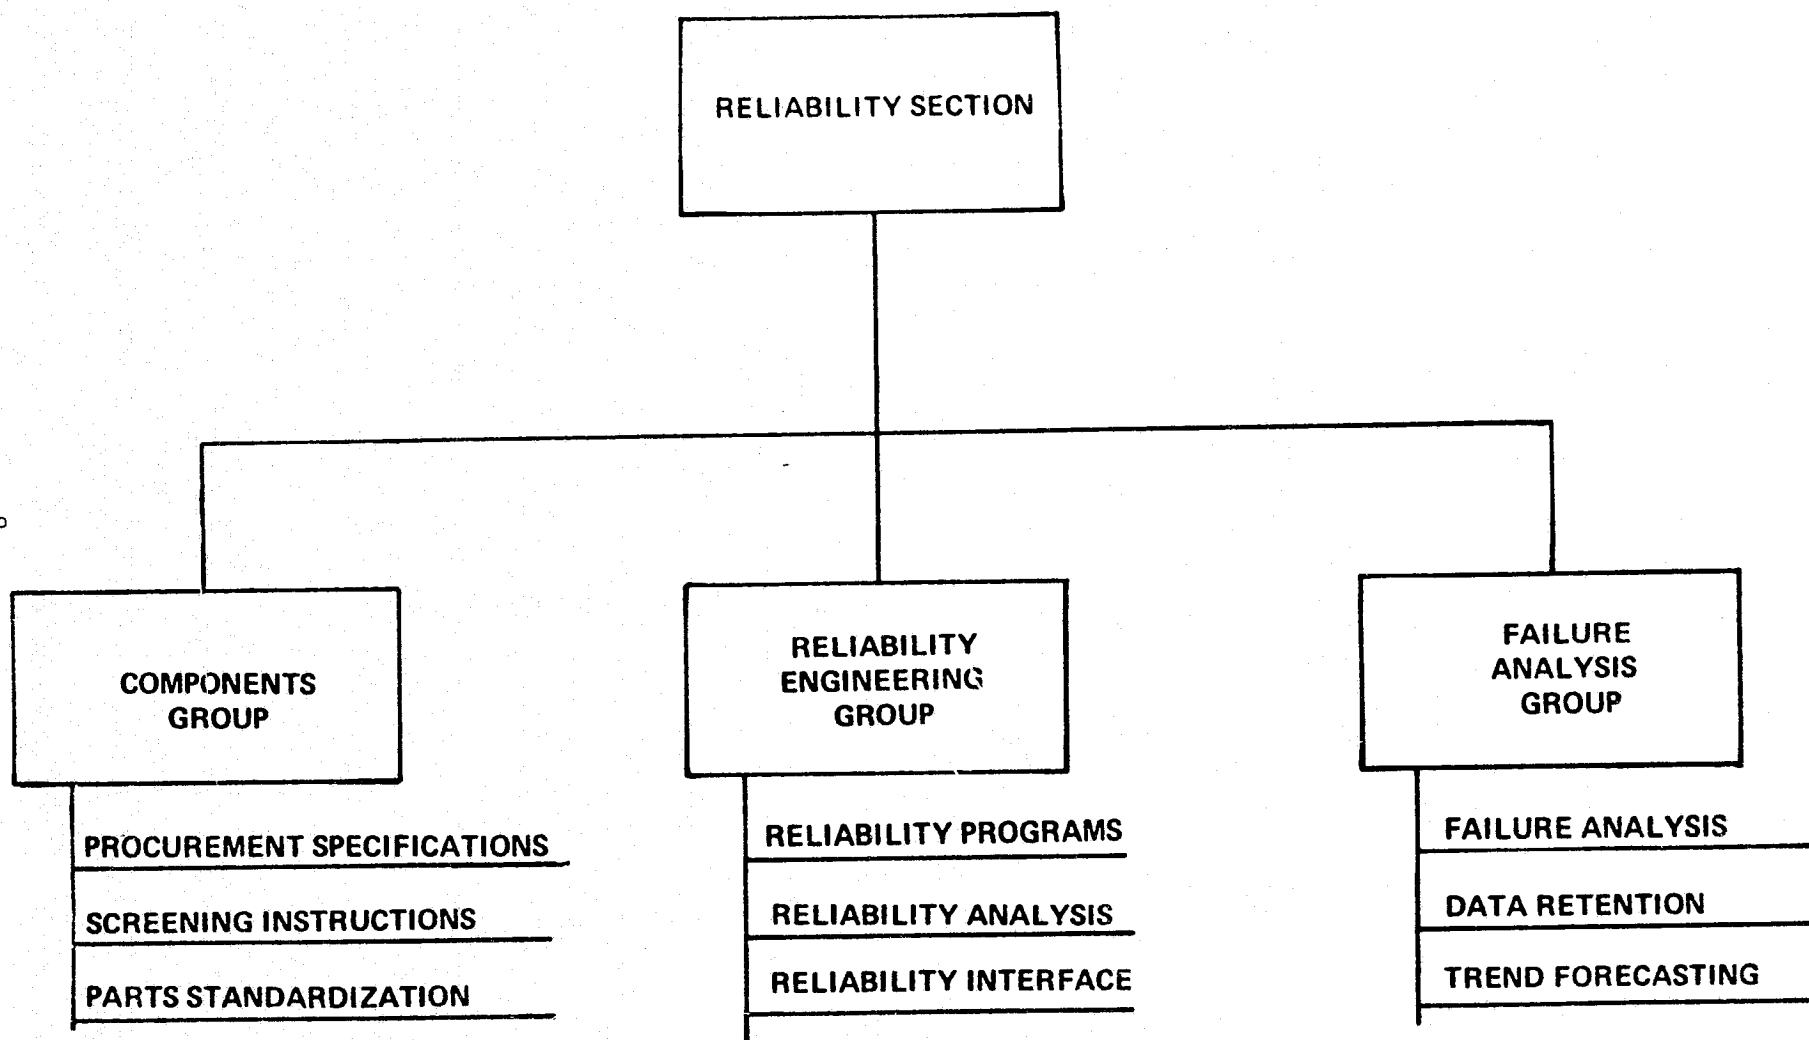 RELIABILITY SECTION
COMPONENTS
GROUP
PROCUREMENT SPECIFICATIONS
SCREENING INSTRUCTIONS
PARTS STANDARDIZATION
RELIABILITY
ENGINEERING
GROUP
RELIABILITY PROGRAMS
RELIABILITY ANALYSIS
RELIABILITY INTERFACE
FAILURE
ANALYSIS
GROUP
FAILURE ANALYSIS
DATA RETENTION
TREND FORECASTING